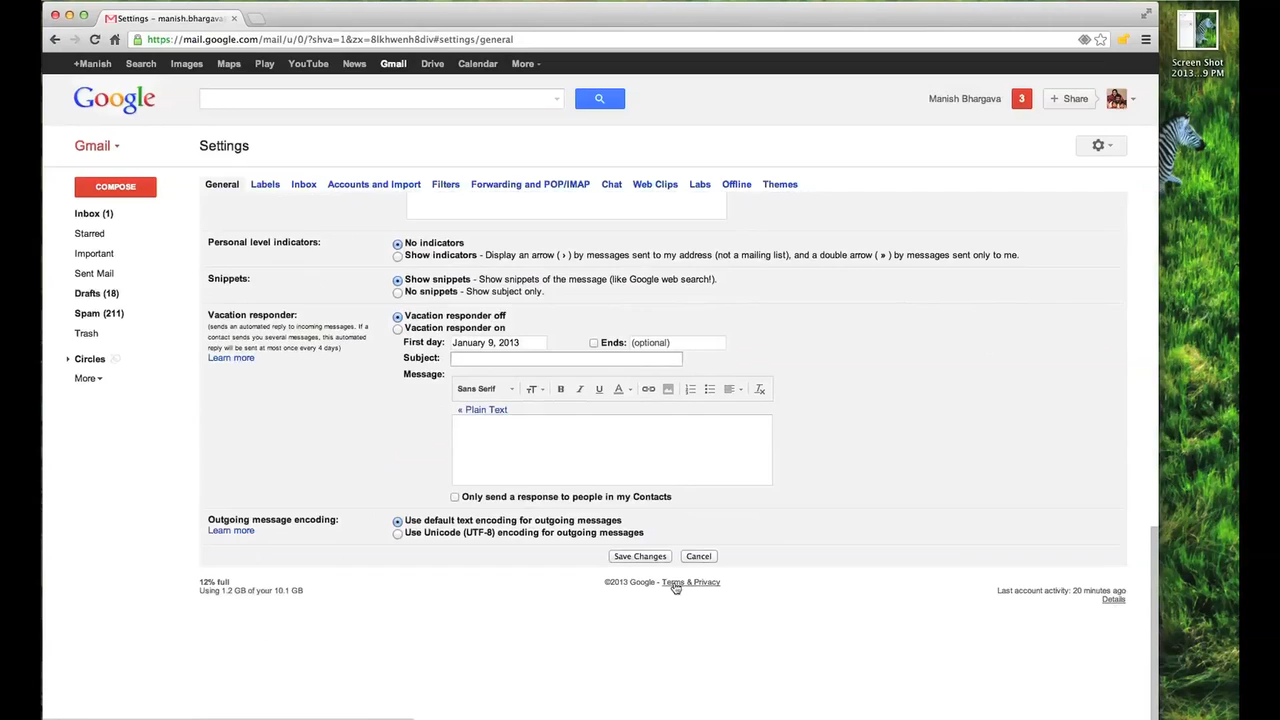 Settings – manish.bhargava
https://mail.google.com/mail/u/0/?shva=1&zx=8lkhwenh8div#settings/general
+Manish Search Images Maps Play YouTube News Gmail Drive Calendar More
Screen Shot
2013...9 PM
Google
Manish Bhargava 3 + Share
Gmail Settings
General Labels Inbox Accounts and Import Filters Forwarding and POP/IMAP Chat Web Clips Labs Offline Themes
COMPOSE
Inbox (1)
Starred
Important
Sent Mail
Drafts (18)
Spam (211)
Trash
Circles
More
Personal level indicators:
No indicators
Show indicators - Display an arrow ( › ) by messages sent to my address (not a mailing list), and a double arrow ( » ) by messages sent only to me.
Snippets:
Show snippets - Show snippets of the message (like Google web search!).
No snippets - Show subject only.
Vacation responder:
(sends an automated reply to incoming messages. If a
contact sends you several messages, this automated
reply will be sent at most once every 4 days)
Learn more
Vacation responder off
Vacation responder on
First day: January 9, 2013 Ends: (optional)
Subject:
Message:
Sans Serif тT B I U A
« Plain Text
Only send a response to people in my Contacts
Outgoing message encoding:
Learn more
Use default text encoding for outgoing messages
Use Unicode (UTF-8) encoding for outgoing messages
Save Changes Cancel
12% full
Using 1.2 GB of your 10.1 GB
©2013 Google - Terms & Privacy
Last account activity: 20 minutes ago
Details